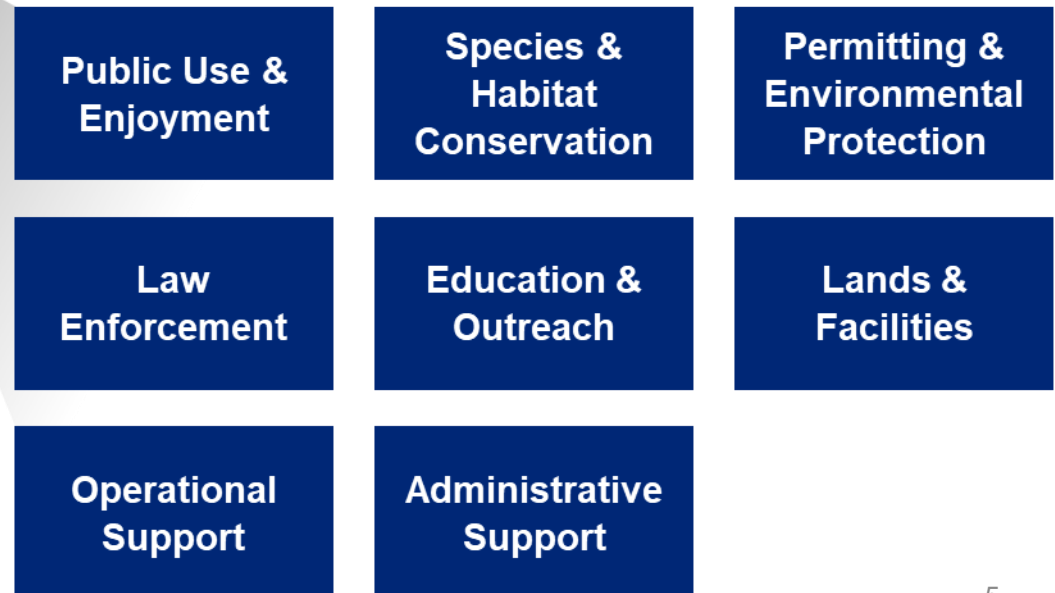 Public Use &
Enjoyment
Species &
Habitat
Conservation
Permitting &
Environmental
Protection
Law
Enforcement
Education &
Outreach
Lands &
Facilities
Operational
Support
Administrative
Support